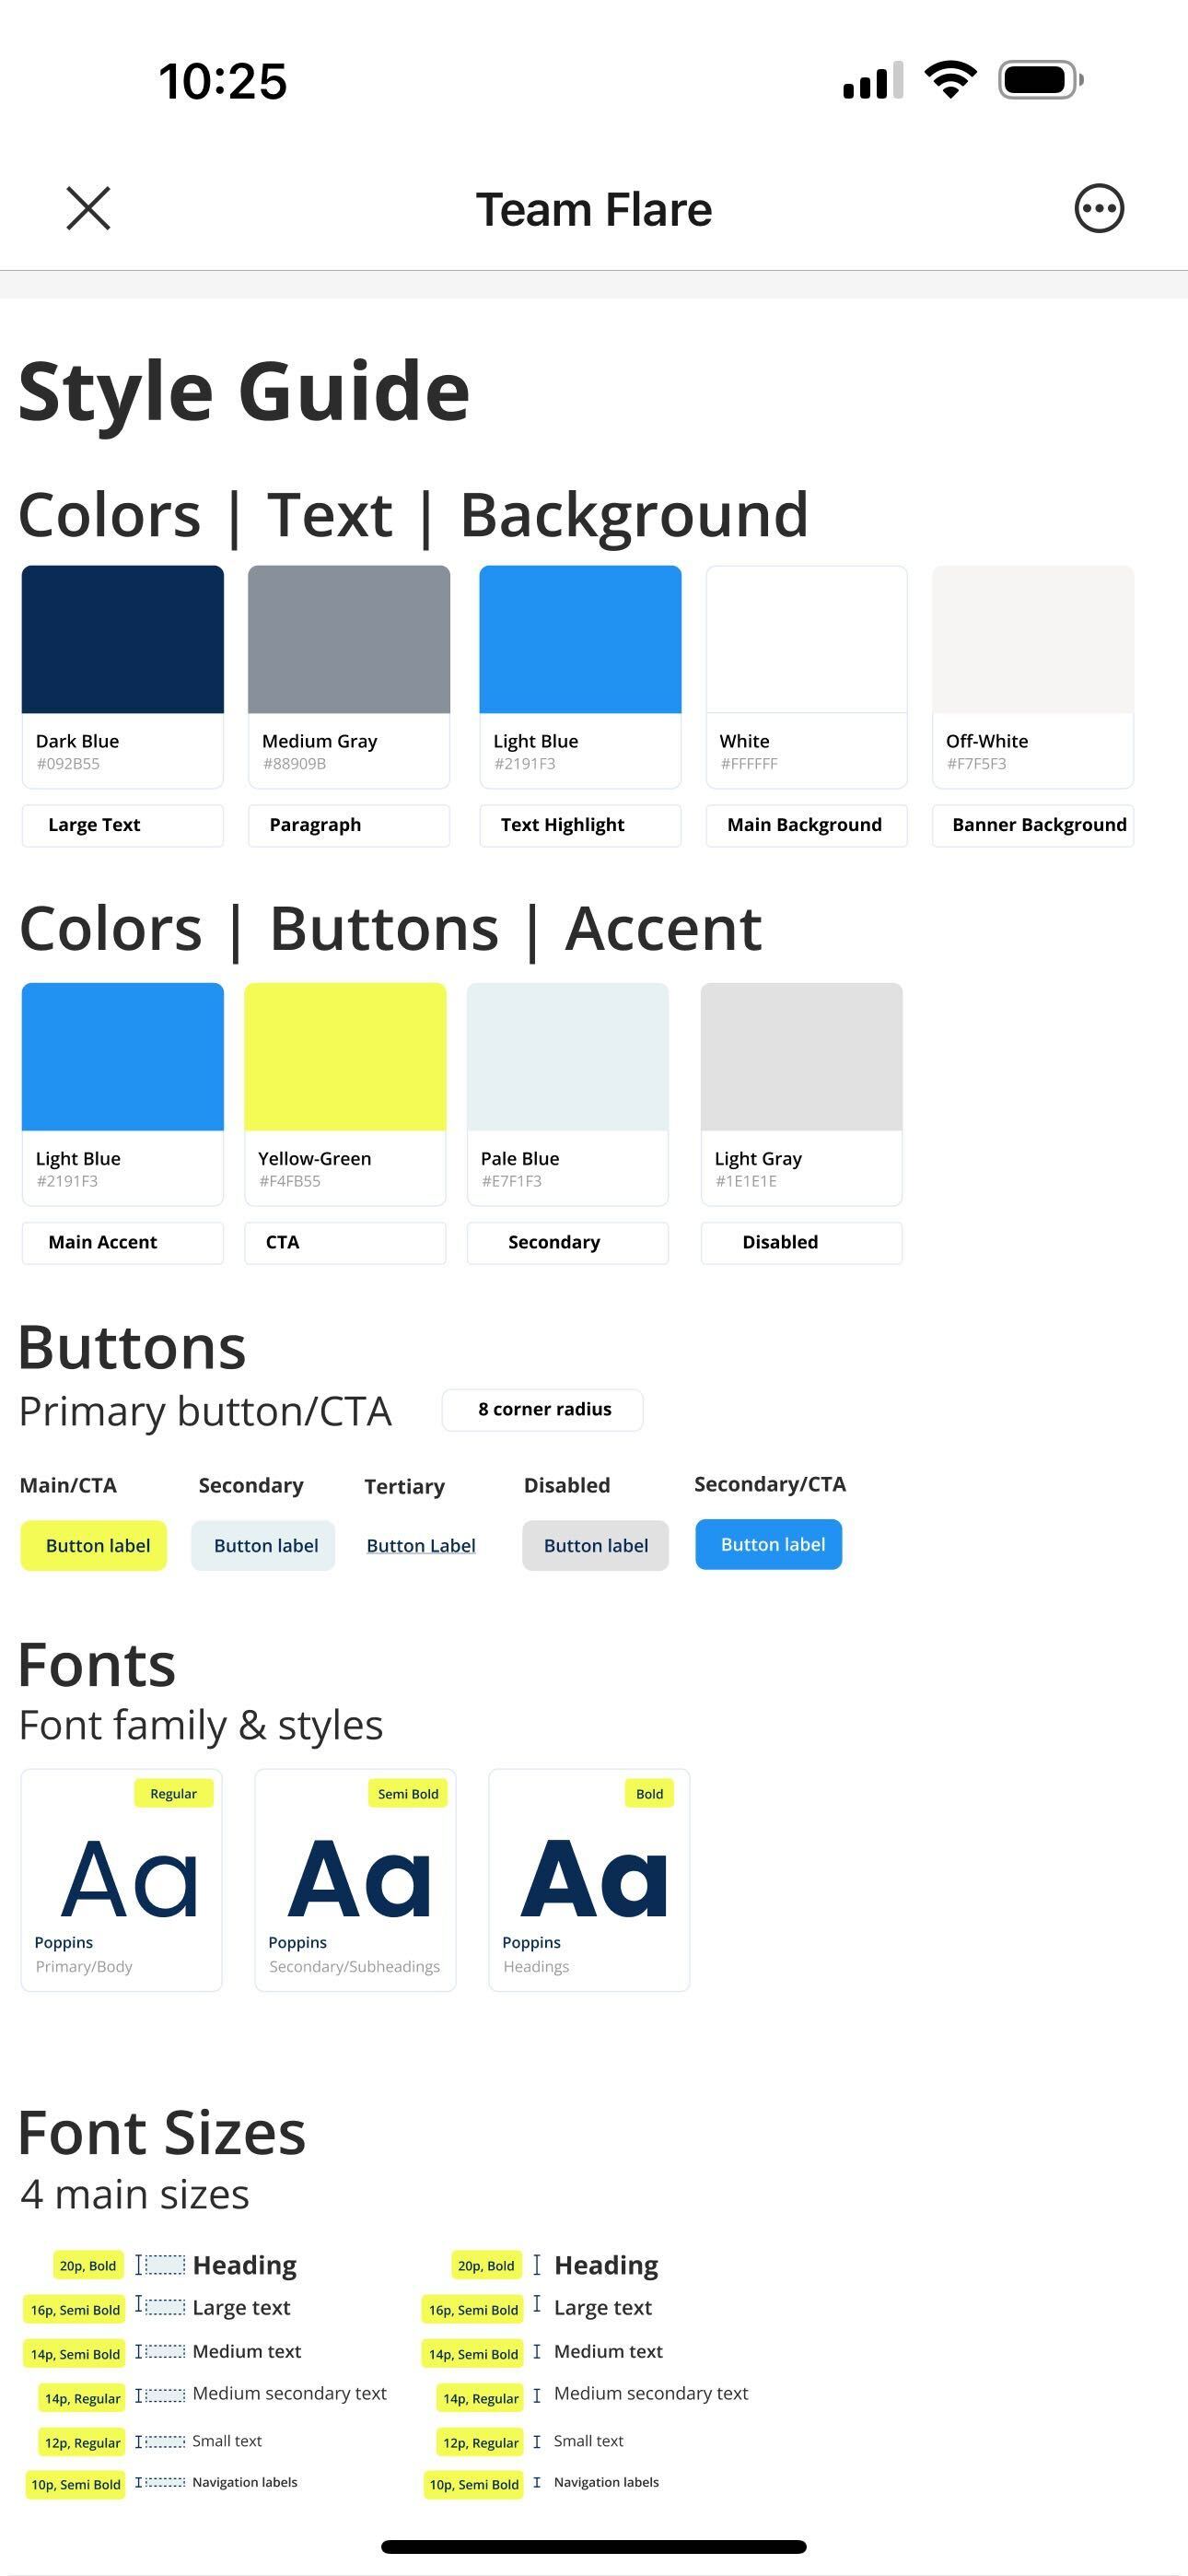 10:25
Team Flare
Style Guide
Colors | Text | Background
Dark Blue
#092B55
Large Text
Medium Gray
#88909B
Paragraph
Light Blue
#2191F3
Text Highlight
White
#FFFFFF
Main Background
Off-White
#F7F5F3
Banner Background
Colors | Buttons | Accent
Light Blue
#2191F3
Main Accent
Yellow-Green
#F4FB55
CTA
Pale Blue
#E7F1F3
Secondary
Light Gray
#1E1E1E
Disabled
Buttons
Primary button/CTA
8 corner radius
Main/CTA
Button label
Secondary
Button label
Tertiary
Button Label
Disabled
Button label
Secondary/CTA
Button label
Fonts
Font family & styles
Regular
Aa
Poppins
Primary/Body
Semi Bold
Aa
Poppins
Secondary/Subheadings
Bold
Aa
Poppins
Headings
Font Sizes
4 main sizes
20p, Bold Heading
16p, Semi Bold Large text
14p, Semi Bold Medium text
14p, Regular Medium secondary text
12p, Regular Small text
10p, Semi Bold Navigation labels
20p, Bold Heading
16p, Semi Bold Large text
14p, Semi Bold Medium text
14p, Regular Medium secondary text
12p, Regular Small text
10p, Semi Bold Navigation labels